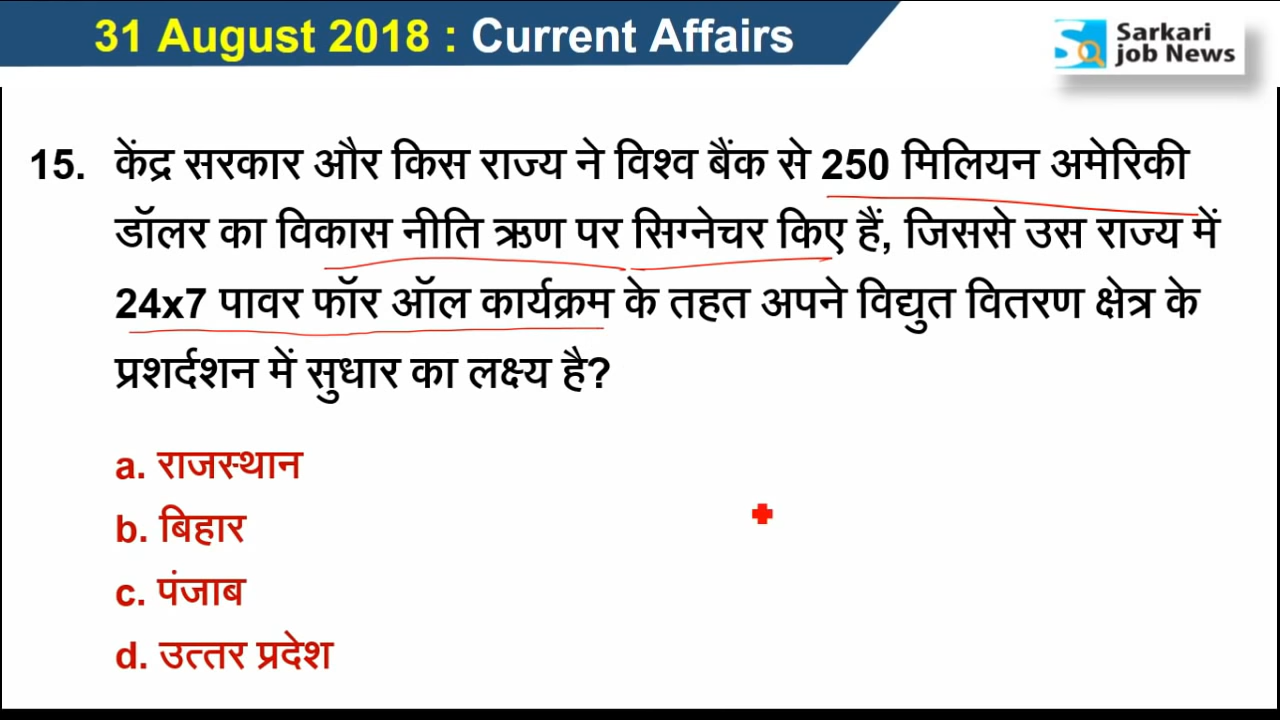 31 August 2018 : Current Affairs
Sarkari
Job News
15. केंद्र सरकार और किस राज्य ने विश्व बैंक से 250 मिलियन अमेरिकी
डॉलर का विकास नीति ऋण पर सिग्नेचर किए हैं, जिससे उस राज्य में
24x7 पावर फॉर ऑल कार्यक्रम के तहत अपने विद्युत वितरण क्षेत्र के
प्रशर्दशन में सुधार का लक्ष्य है?
a. राजस्थान
b. बिहार
c. पंजाब
d. उत्तर प्रदेश